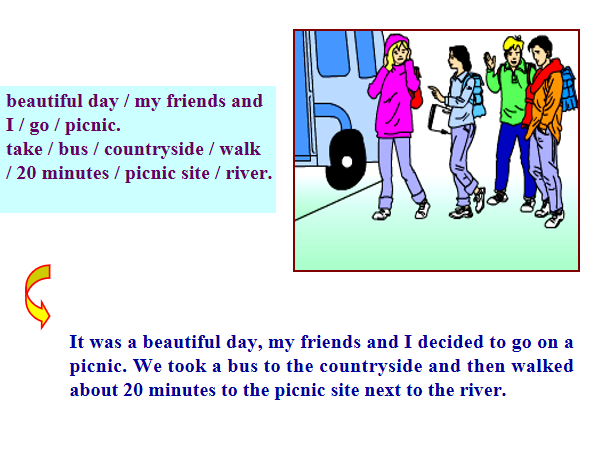 beautiful day / my friends and
I / go / picnic.
take / bus / countryside / walk
/ 20 minutes / picnic site / river.
It was a beautiful day, my friends and I decided to go on a
picnic. We took a bus to the countryside and then walked
about 20 minutes to the picnic site next to the river.